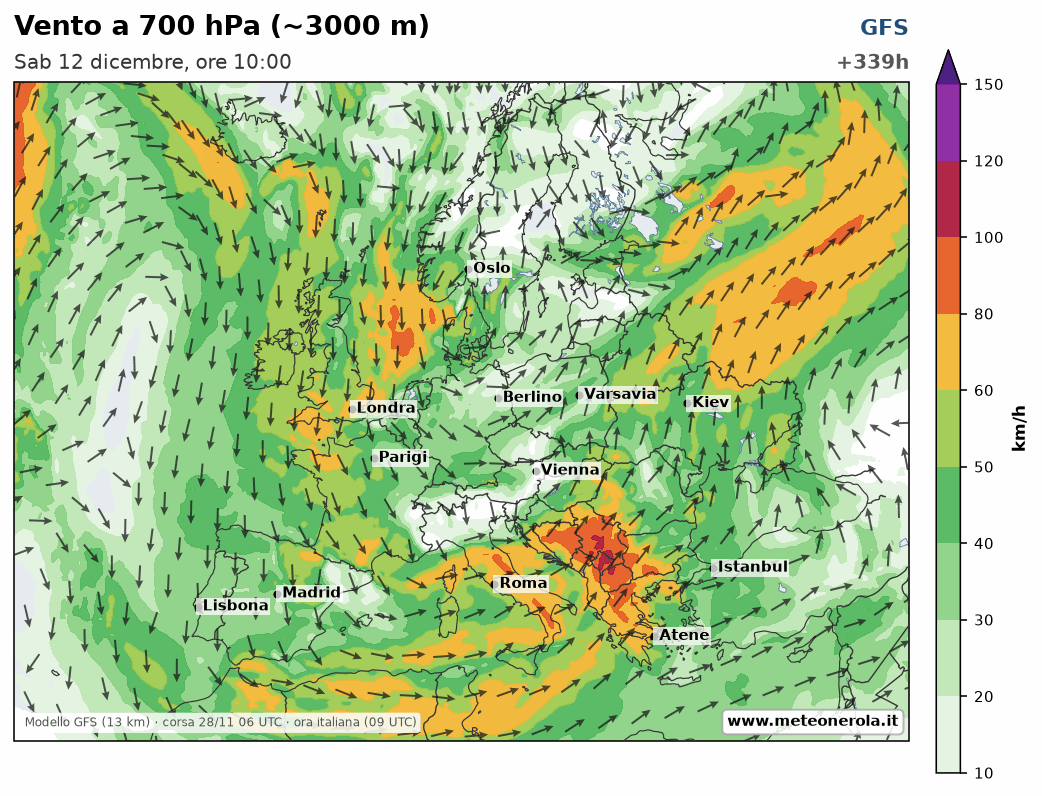 Vento a 700 hPa (~3000 m)
GFS
Sab 12 dicembre, ore 10:00
+339h
150
120
100
80
60
50
40
30
20
10
km/h
Oslo
Londra
Berlino
Varsavia
Kiev
Parigi
Vienna
Istanbul
Roma
Madrid
Lisbona
Atene
Modello GFS (13 km) · corsa 28/11 06 UTC · ora italiana (09 UTC)
www.meteonerola.it